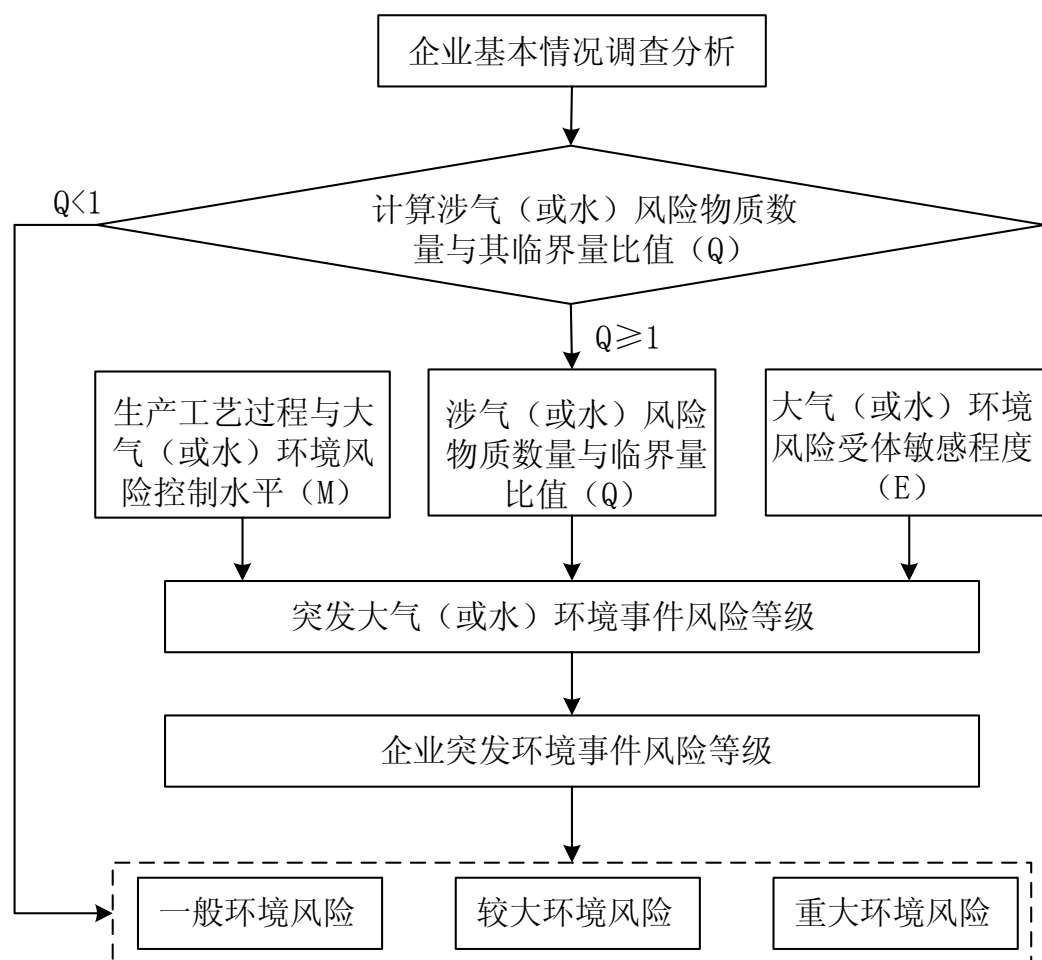 企业基本情况调查分析
Q<1
计算涉气（或水）风险物质数
量与其临界量比值（Q）
Q≥1
生产工艺过程与大
气（或水）环境风
险控制水平（M）
涉气（或水）风险
物质数量与临界量
比值（Q）
大气（或水）环境
风险受体敏感程度
（E）
突发大气（或水）环境事件风险等级
企业突发环境事件风险等级
一般环境风险
较大环境风险
重大环境风险